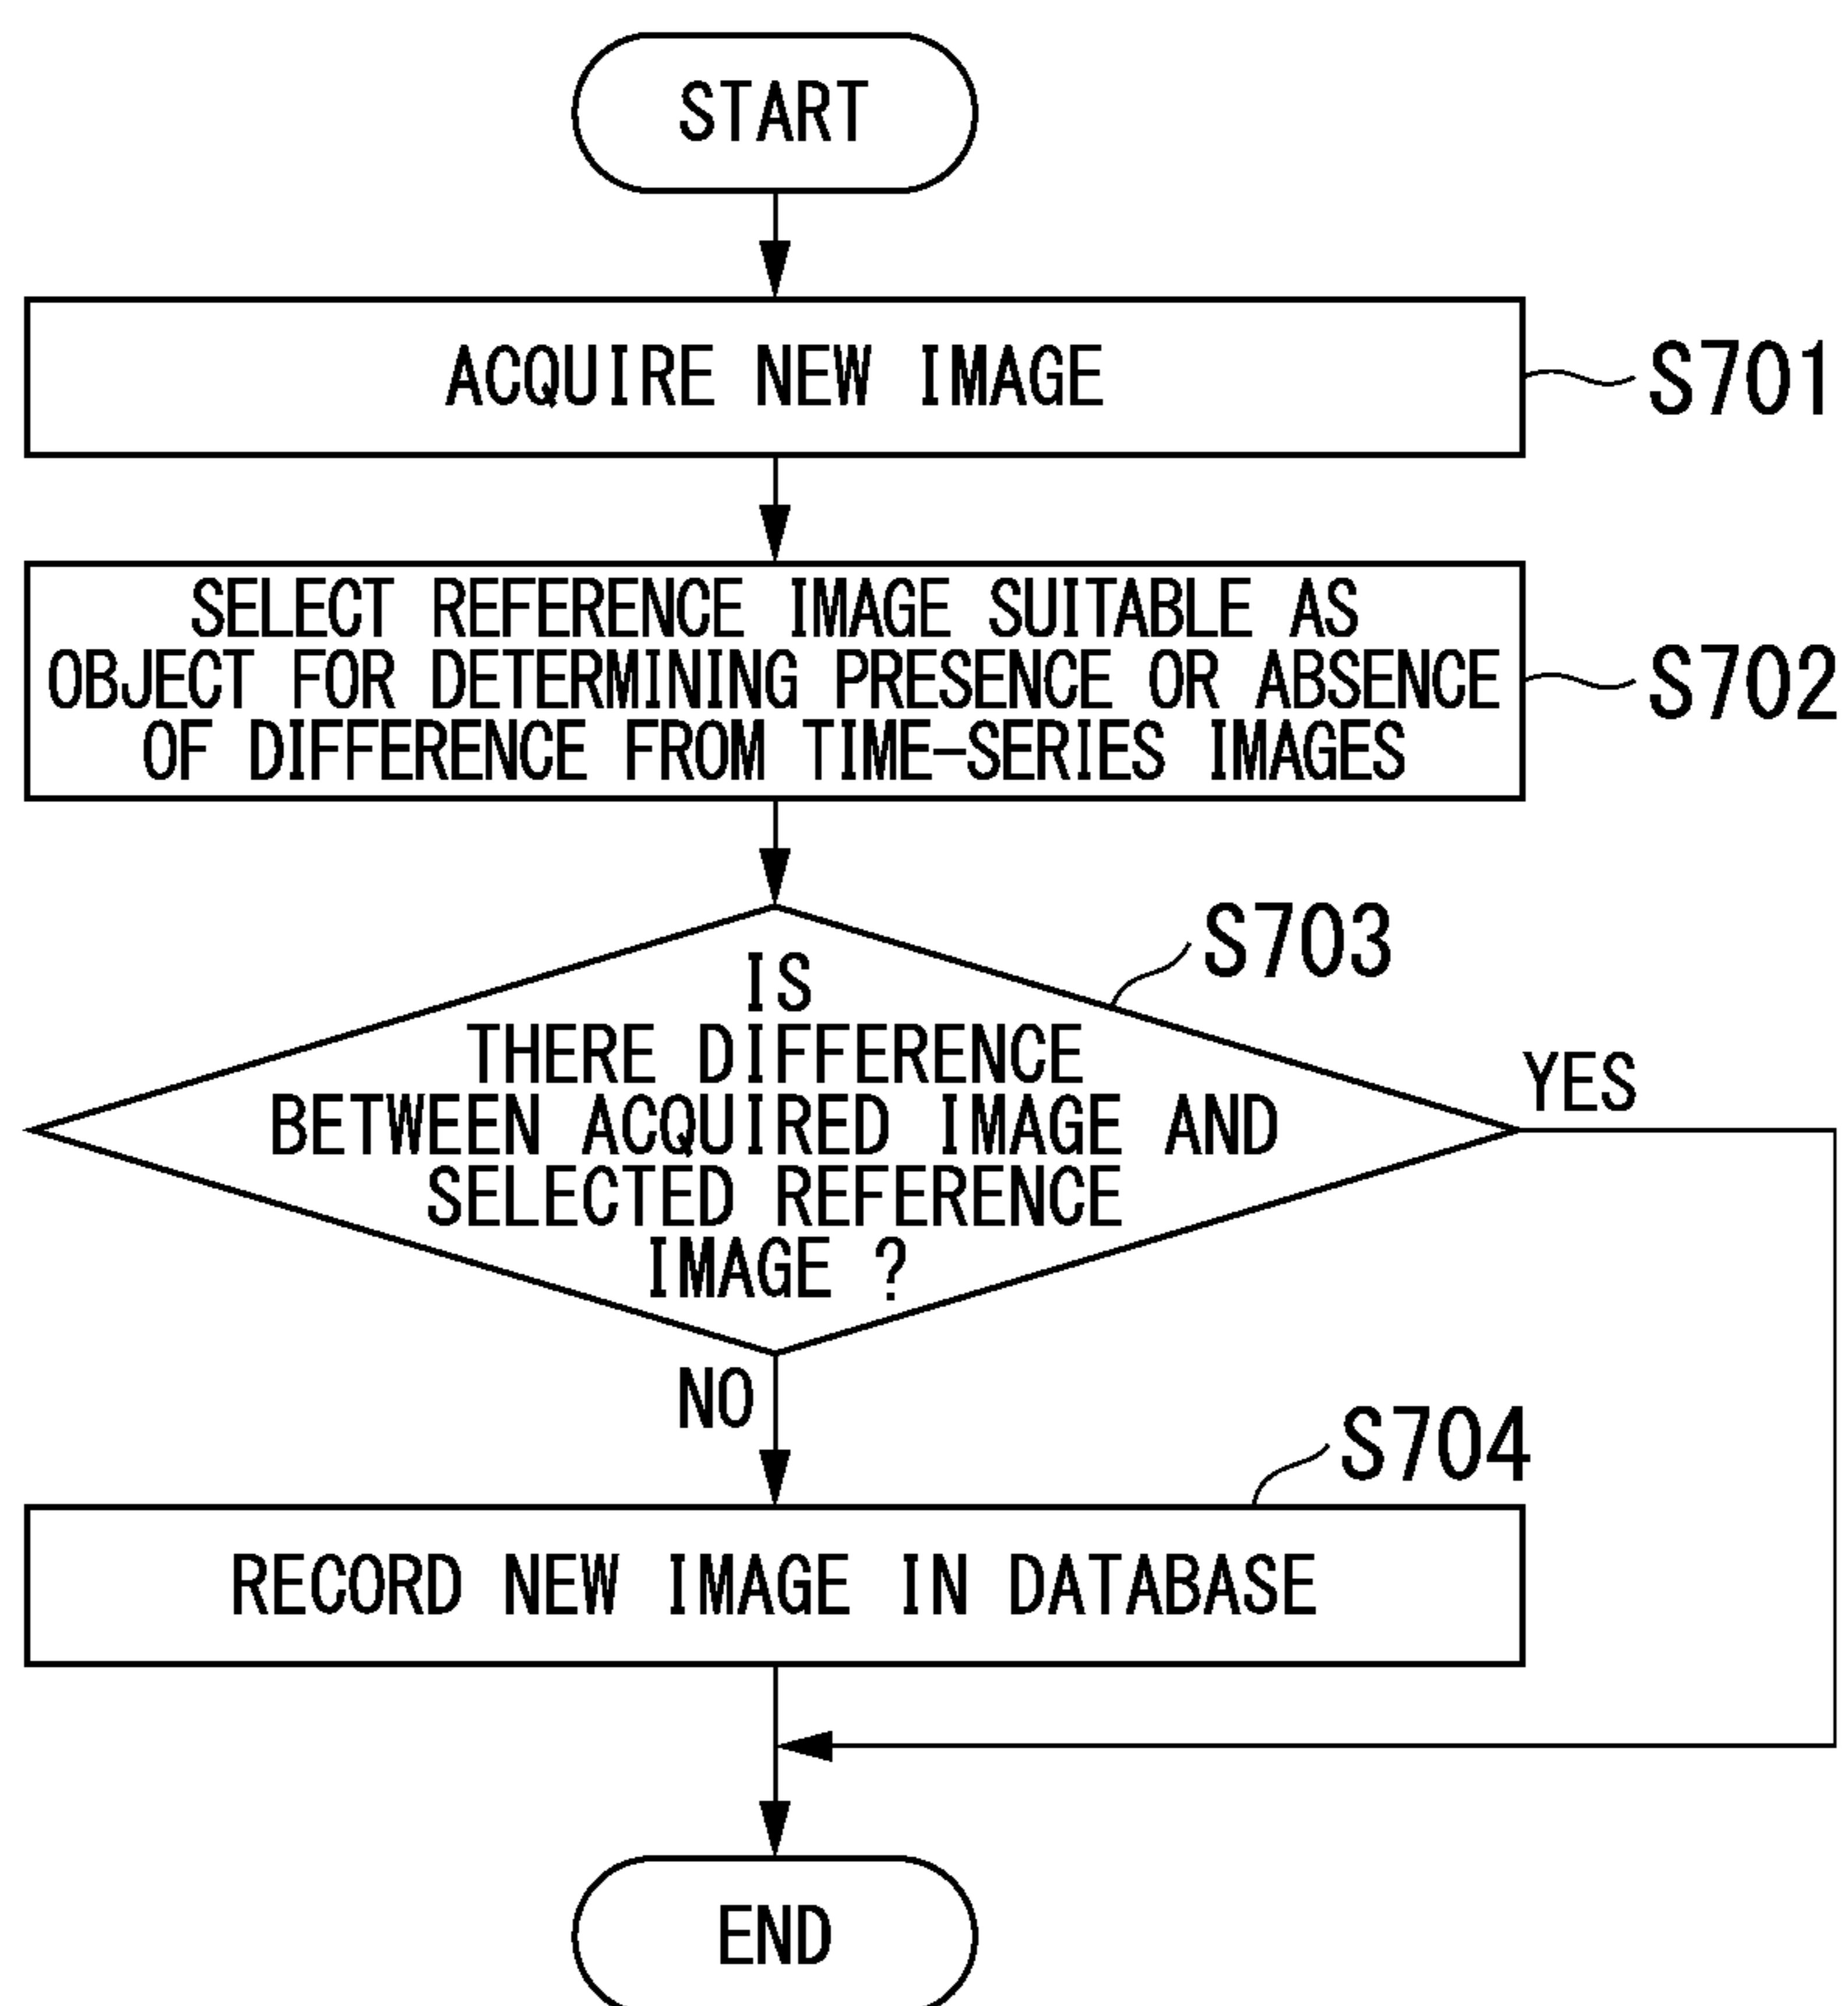 START
ACQUIRE NEW IMAGE
S701
SELECT REFERENCE IMAGE SUITABLE AS
OBJECT FOR DETERMINING PRESENCE OR ABSENCE
OF DIFFERENCE FROM TIME-SERIES IMAGES
S702
S703
IS
THERE DIFFERENCE
BETWEEN ACQUIRED IMAGE AND
SELECTED REFERENCE
IMAGE ?
YES
NO
S704
RECORD NEW IMAGE IN DATABASE
END